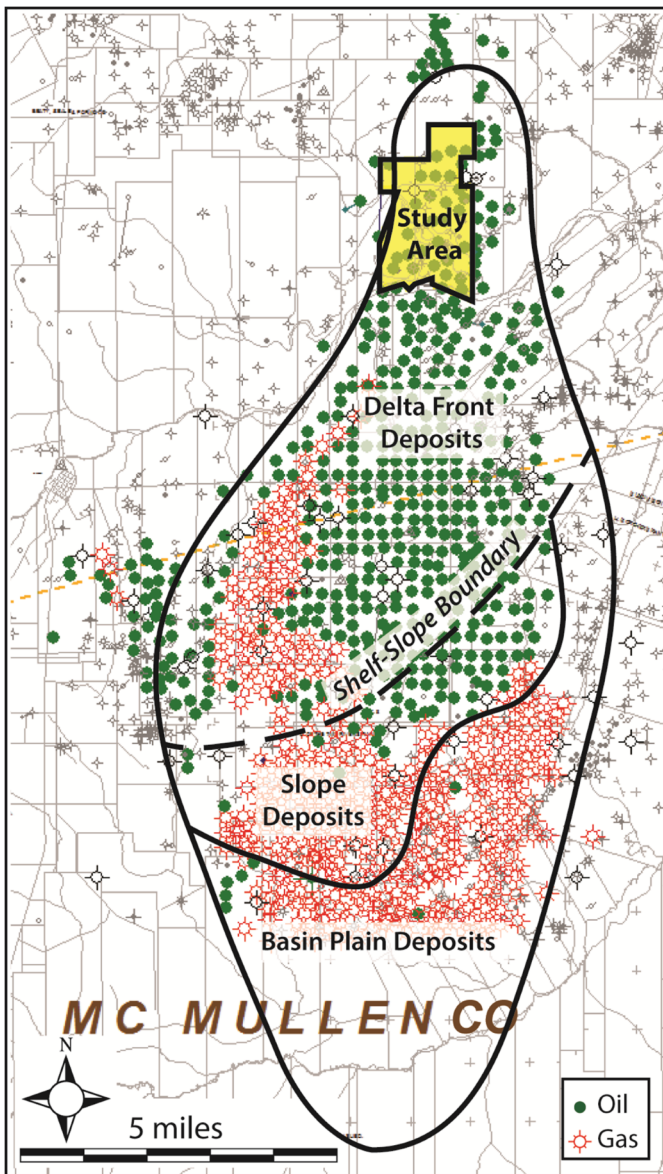 Study
Area
Delta Front
Deposits
Shelf-Slope Boundary
Slope
Deposits
Basin Plain Deposits
MC MULLEN CO
N
5 miles
Oil
Gas